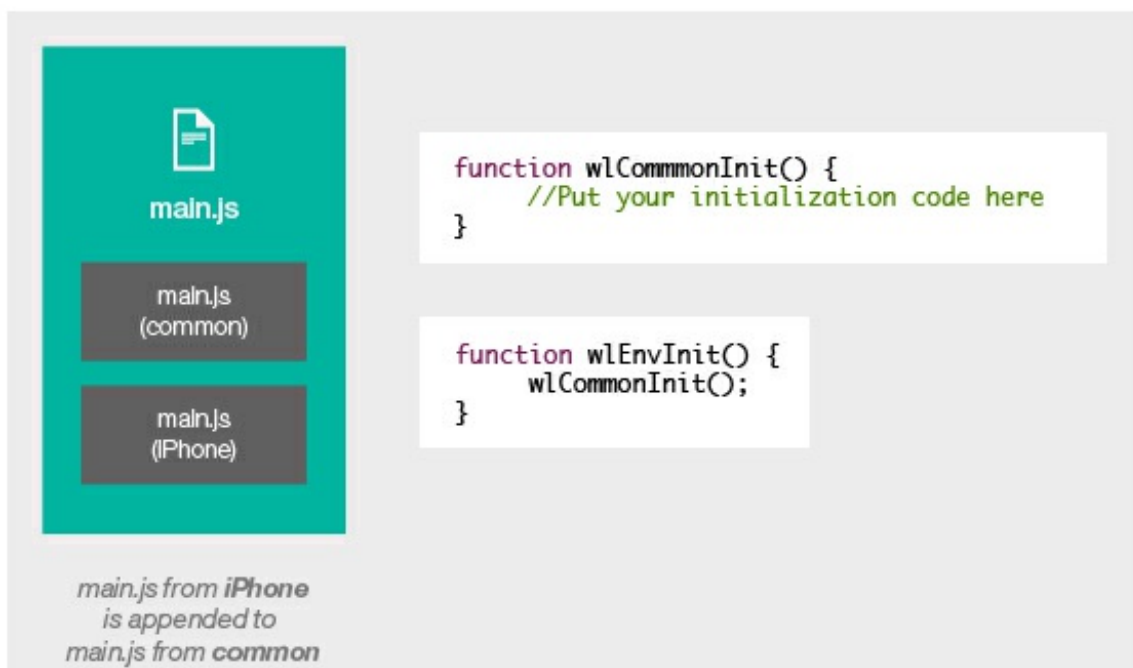 main.js
main.js
(common)
main.js
(iPhone)
main.js from iPhone
is appended to
main.js from common
function wlCommmonInit() {
//Put your initialization code here
}
function wlEnvInit() {
wlCommonInit();
}